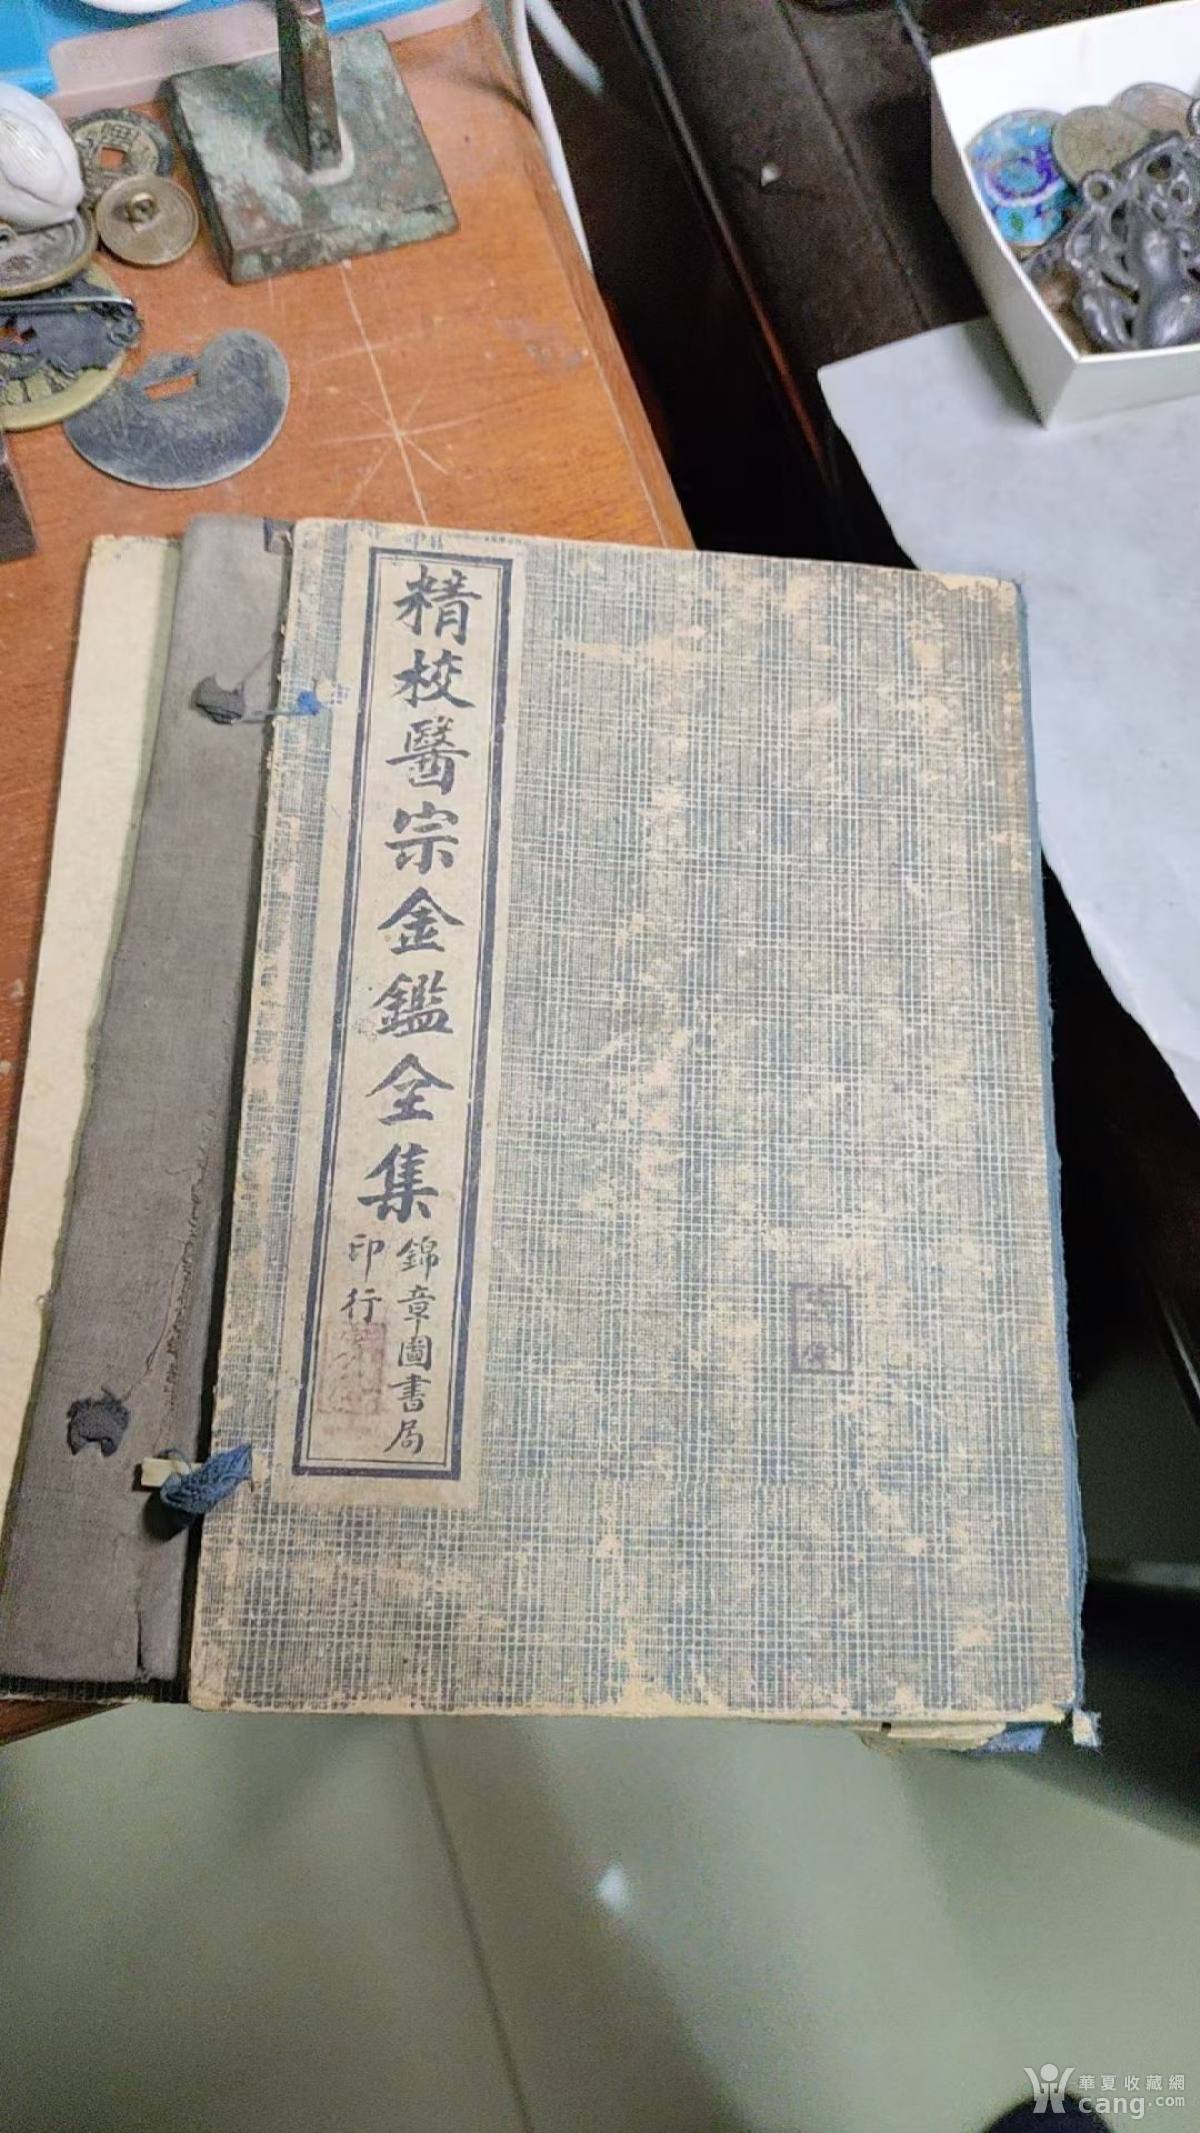 精校醫宗金鑑全集
錦章圖書局
印行
華夏收藏網
cang.com